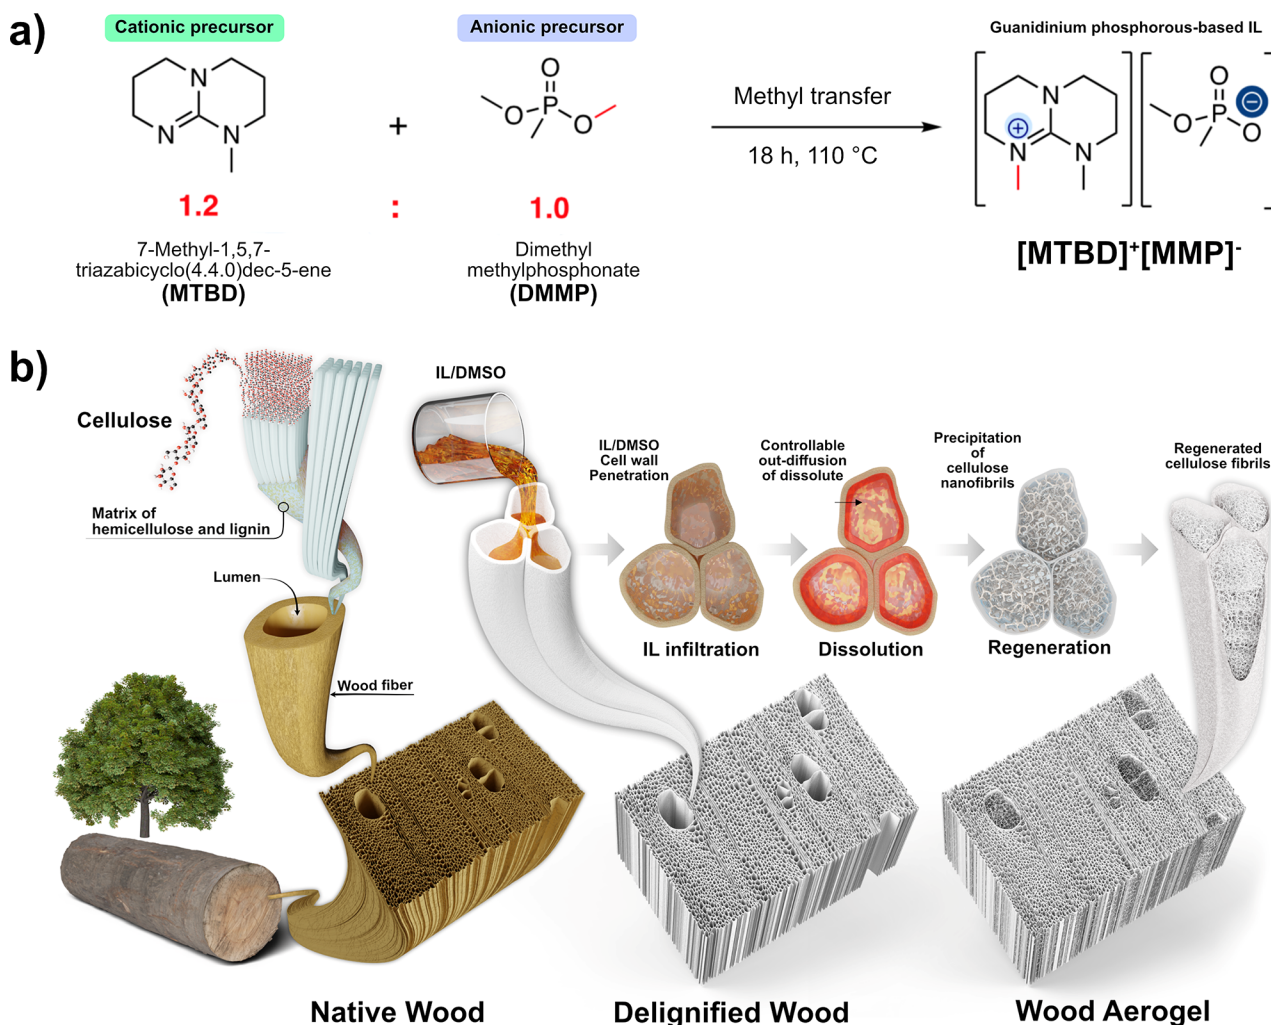 a)
Cationic precursor
Anionic precursor
Guanidinium phosphorous-based IL
N
N
N
+
O
P
O
O
Methyl transfer
18 h, 110 °C
N
+
N
N
O
P
O
O
−
1.2 : 1.0
7-Methyl-1,5,7-
triazabicyclo(4.4.0)dec-5-ene
(MTBD)
Dimethyl
methylphosphonate
(DMMP)
[MTBD]⁺[MMP]⁻
b)
Cellulose
Matrix of
hemicellulose and lignin
Lumen
Wood fiber
IL/DMSO
IL/DMSO
Cell wall
Penetration
Controllable
out-diffusion
of dissolute
Precipitation
of
cellulose
nanofibrils
Regenerated
cellulose fibrils
IL infiltration
Dissolution
Regeneration
Native Wood
Delignified Wood
Wood Aerogel